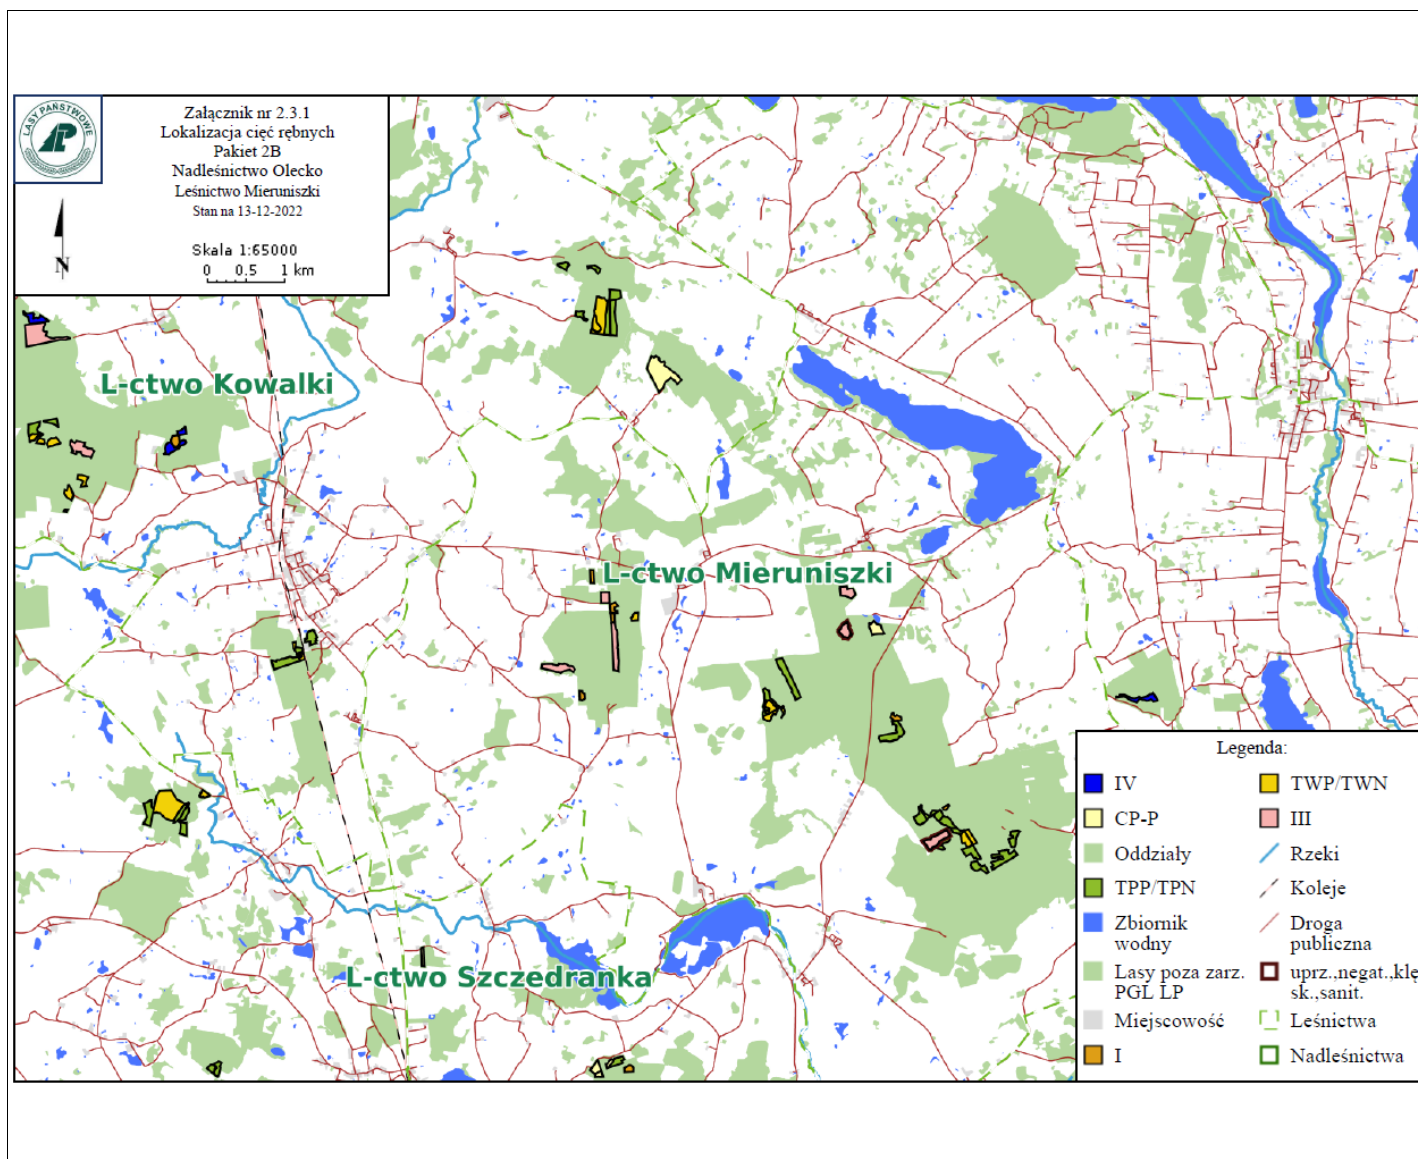 LASY PAŃSTWOWE
Załącznik nr 2.3.1
Lokalizacja cięć rębnych
Pakiet 2B
Nadleśnictwo Olecko
Leśnictwo Mieruniszki
Stan na 13-12-2022
N
Skala 1:65000
0 0.5 1 km
L-ctwo Kowalki
L-ctwo Mieruniszki
L-ctwo Szczedranka
Legenda:
IV
TWP/TWN
CP-P
III
Oddziały
Rzeki
TPP/TPN
Koleje
Zbiornik
wodny
Droga
publiczna
Lasy poza zarz.
PGL LP
uprz.,negat.,klę
sk.,sanit.
Miejscowość
Leśnictwa
I
Nadleśnictwa